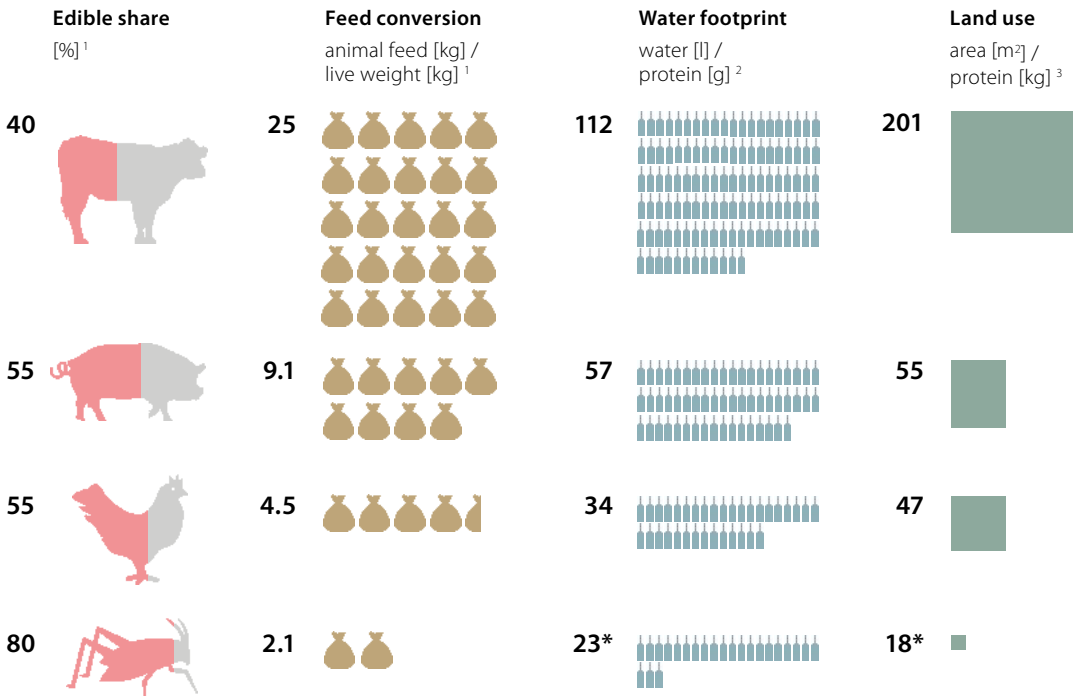 Edible share
[%] ¹
Feed conversion
animal feed [kg] /
live weight [kg] ¹
Water footprint
water [l] /
protein [g] ²
Land use
area [m²] /
protein [kg] ³
40 25 112 201
55 9.1 57 55
55 4.5 34 47
80 2.1 23* 18*